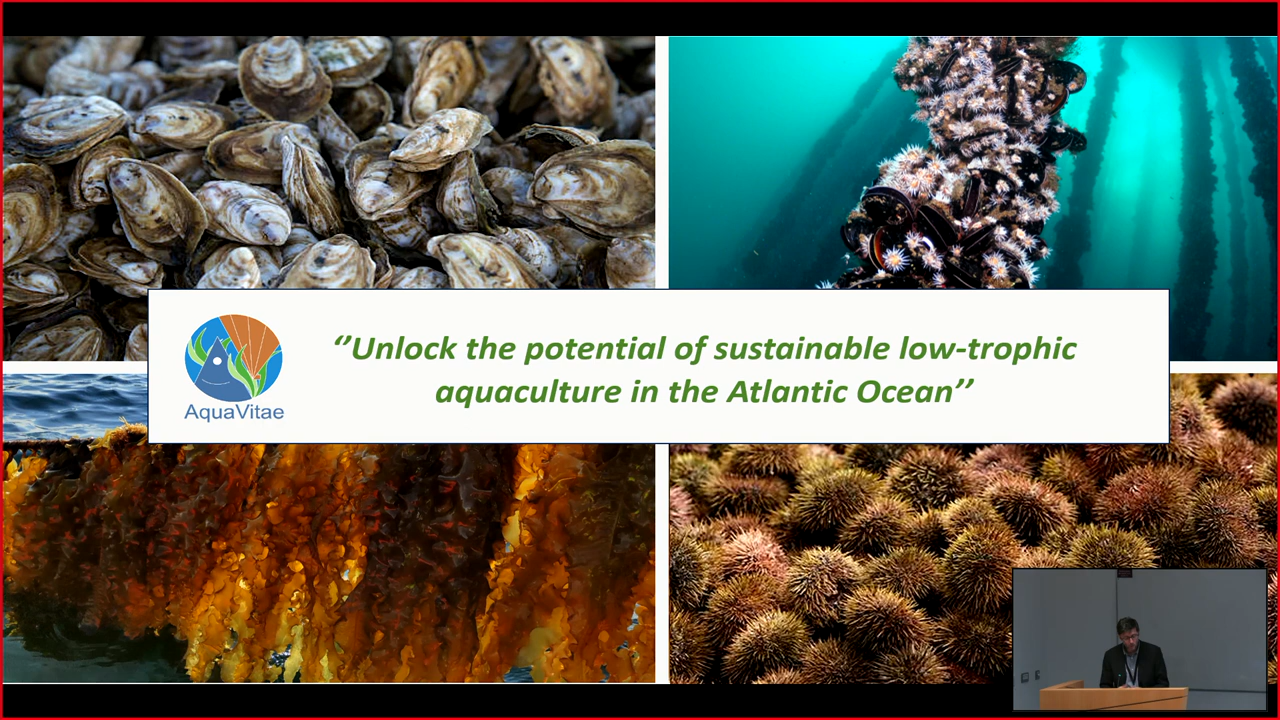 ‘’Unlock the potential of sustainable low-trophic
aquaculture in the Atlantic Ocean’’
AquaVitae